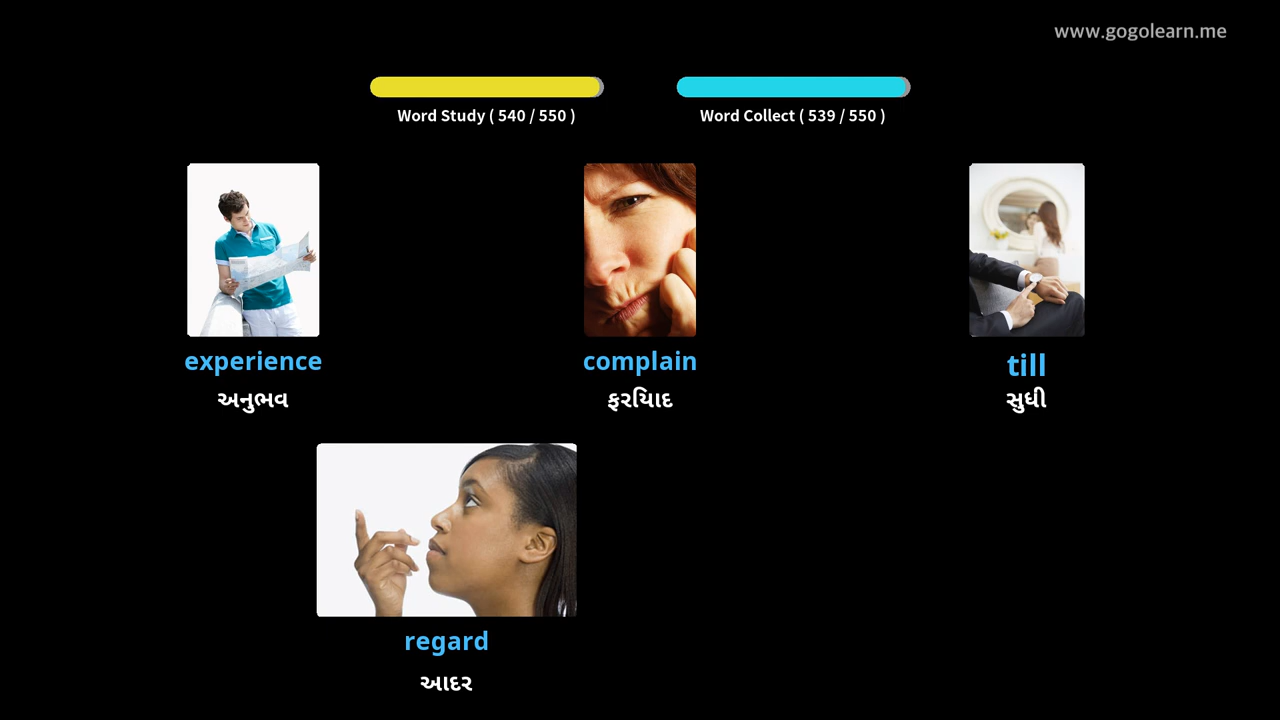 www.gogolearn.me
Word Study ( 540 / 550 )
Word Collect ( 539 / 550 )
experience
અનુભવ
complain
ફરિયાદ
till
સુધી
regard
આદર